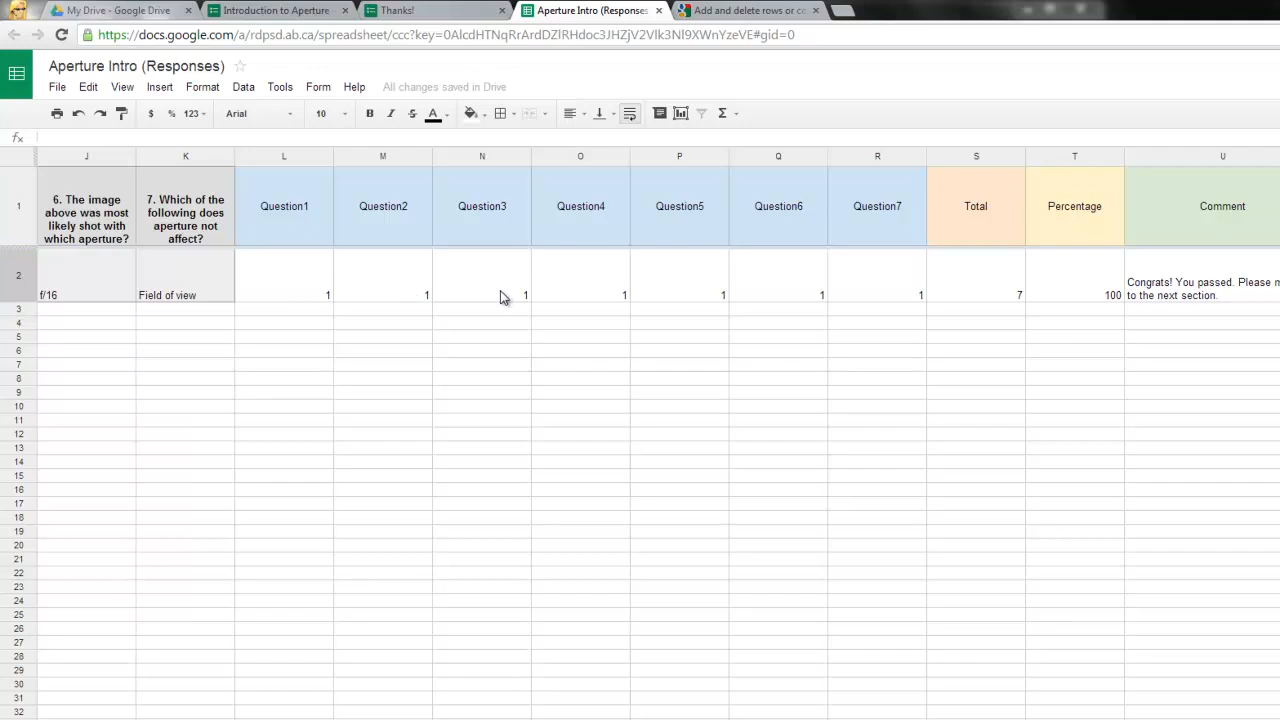 My Drive - Google Drive
Introduction to Aperture
Thanks!
Aperture Intro (Responses)
Add and delete rows or co
https://docs.google.com/a/rdpsd.ab.ca/spreadsheet/ccc?key=0AlcdHTNqRrArdDZlRHdoc3JHZjV2Vlk3Nl9XWnYzeVE#gid=0
Aperture Intro (Responses)
File Edit View Insert Format Data Tools Form Help All changes saved in Drive
$ % 123 Arial 10 B I S A Σ
fx
J K L M N O P Q R S T U
1
6. The image
above was most
likely shot with
which aperture?
7. Which of the
following does
aperture not
affect?
Question1 Question2 Question3 Question4 Question5 Question6 Question7 Total Percentage Comment
2
f/16 Field of view 1 1 1 1 1 1 1 7 100
Congrats! You passed. Please m
to the next section.
3
4
5
6
7
8
9
10
11
12
13
14
15
16
17
18
19
20
21
22
23
24
25
26
27
28
29
30
31
32